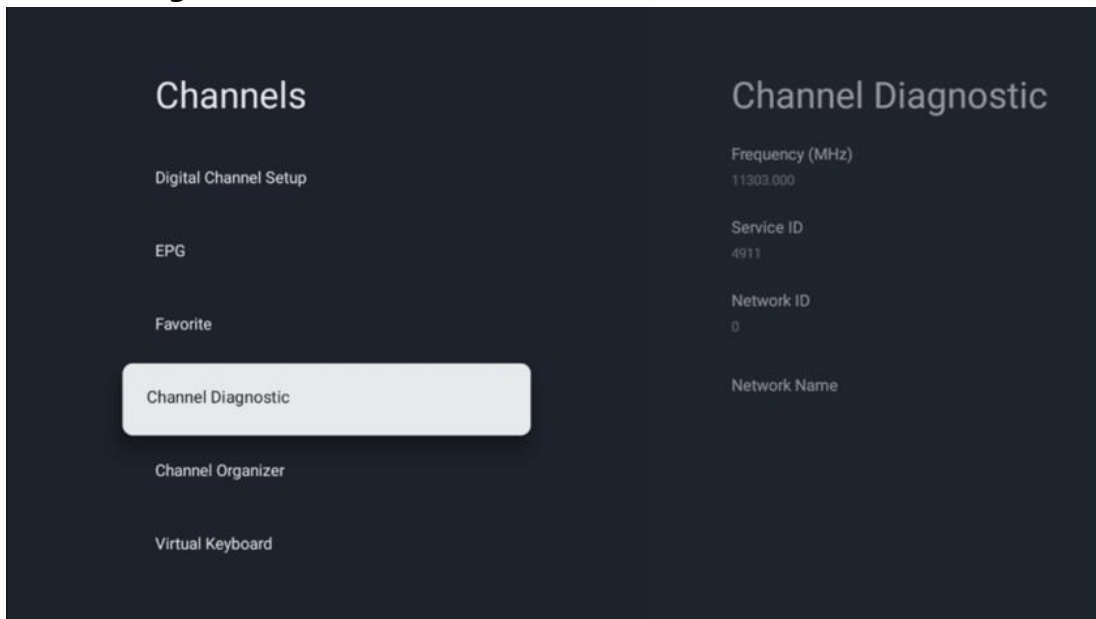 Channels
Digital Channel Setup
EPG
Favorite
Channel Diagnostic
Channel Organizer
Virtual Keyboard
Channel Diagnostic
Frequency (MHz)
11303.000
Service ID
4911
Network ID
0
Network Name